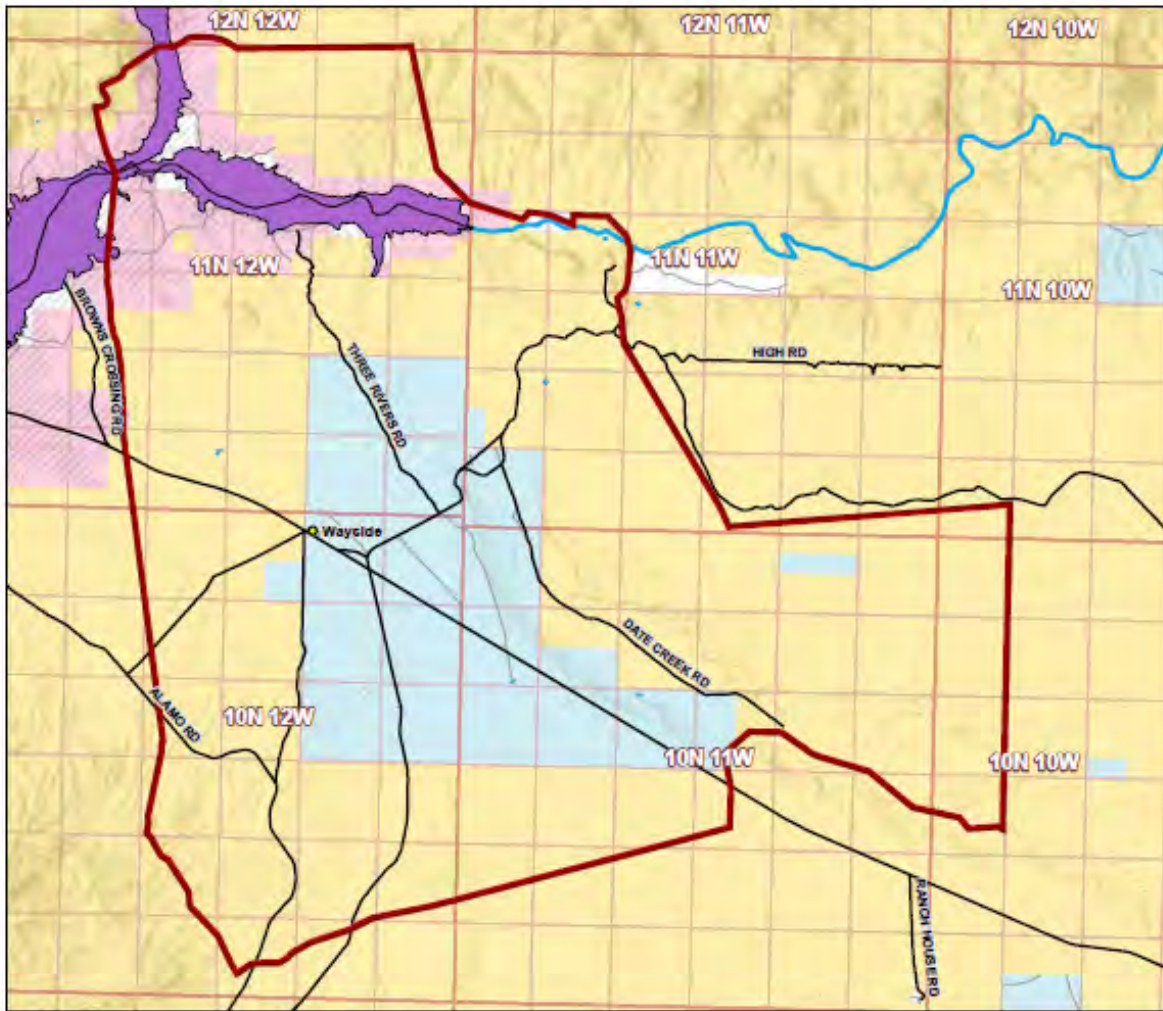 12N 12W
12N 11W
12N 10W
11N 12W
11N 11W
11N 10W
BROWNS CROSSING RD
THREE RIVERS RD
HIGH RD
Wayside
DATE CREEK RD
ALAMO RD
10N 12W
10N 11W
10N 10W
RANCH HOUSE RD